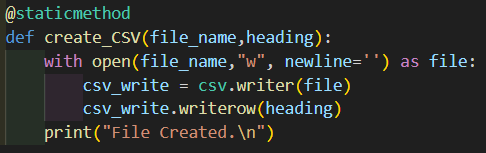 @staticmethod
def create_CSV(file_name,heading):
    with open(file_name,"w", newline='') as file:
        csv_write = csv.writer(file)
        csv_write.writerow(heading)
    print("File Created.\n")